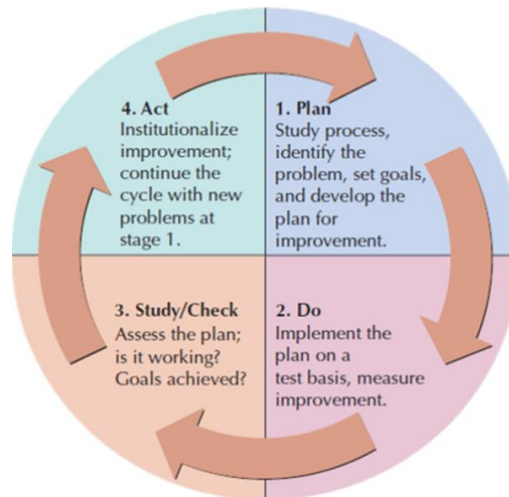 4. Act
Institutionalize
improvement;
continue the
cycle with new
problems at
stage 1.
1. Plan
Study process,
identify the
problem, set goals,
and develop the
plan for
improvement.
3. Study/Check
Assess the plan;
is it working?
Goals achieved?
2. Do
Implement the
plan on a
test basis, measure
improvement.